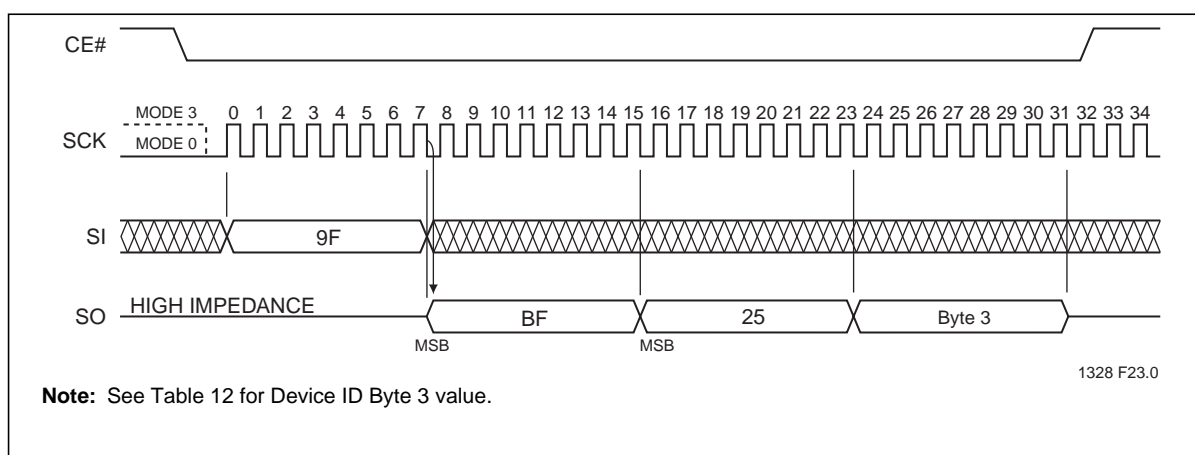 CE#
MODE 3
0 1 2 3 4 5 6 7 8 9 10 11 12 13 14 15 16 17 18 19 20 21 22 23 24 25 26 27 28 29 30 31 32 33 34
SCK
MODE 0
SI
9F
SO
HIGH IMPEDANCE
BF
25
Byte 3
MSB
MSB
1328 F23.0
Note: See Table 12 for Device ID Byte 3 value.